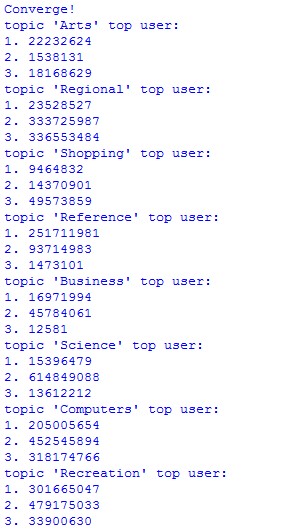 Converge!
topic 'Arts' top user:
1. 22232624
2. 1538131
3. 18168629
topic 'Regional' top user:
1. 23528527
2. 333725987
3. 336553484
topic 'Shopping' top user:
1. 9464832
2. 14370901
3. 49573859
topic 'Reference' top user:
1. 251711981
2. 93714983
3. 1473101
topic 'Business' top user:
1. 16971994
2. 45784061
3. 12581
topic 'Science' top user:
1. 15396479
2. 614849088
3. 13612212
topic 'Computers' top user:
1. 205005654
2. 452545894
3. 318174766
topic 'Recreation' top user:
1. 301665047
2. 479175033
3. 33900630